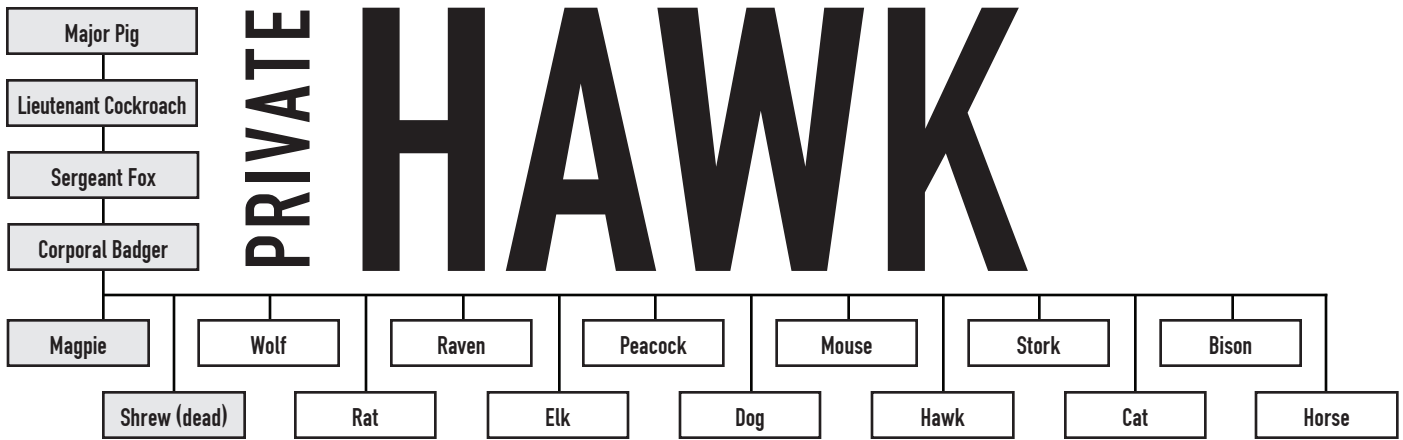 Major Pig
Lieutenant Cockroach
Sergeant Fox
Corporal Badger
PRIVATE
HAWK
Magpie
Wolf
Raven
Peacock
Mouse
Stork
Bison
Shrew (dead)
Rat
Elk
Dog
Hawk
Cat
Horse